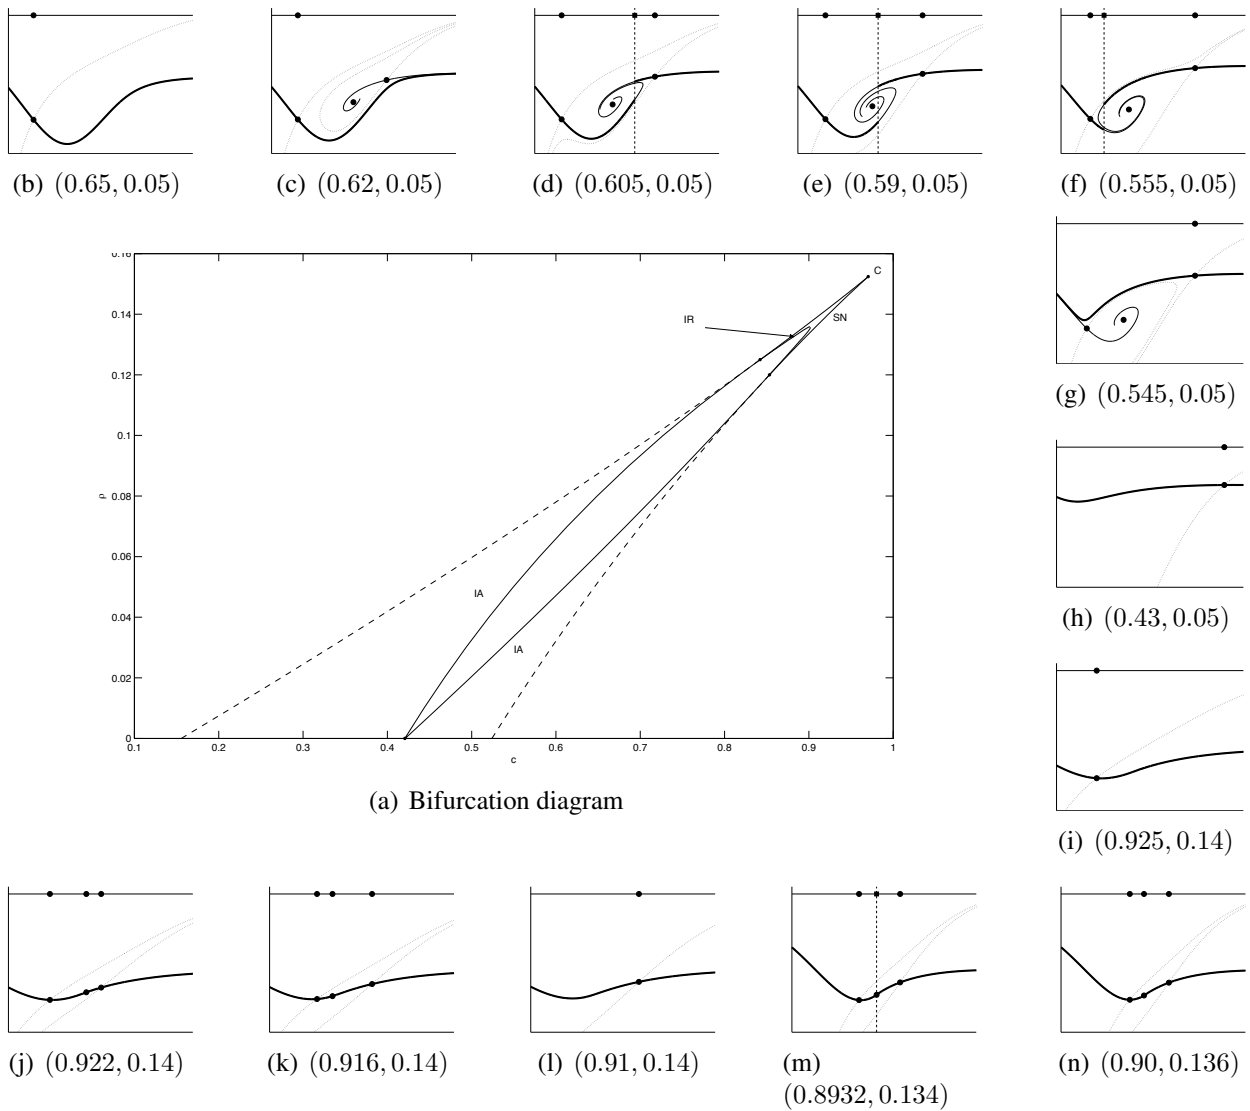 (b) (0.65, 0.05)
(c) (0.62, 0.05)
(d) (0.605, 0.05)
(e) (0.59, 0.05)
(f) (0.555, 0.05)
(g) (0.545, 0.05)
(h) (0.43, 0.05)
(i) (0.925, 0.14)
0.16
0.14
0.12
0.1
0.08
0.06
0.04
0.02
0
ρ
C
SN
IR
IA
IA
0.1 0.2 0.3 0.4 0.5 0.6 0.7 0.8 0.9 1
c
(a) Bifurcation diagram
(j) (0.922, 0.14)
(k) (0.916, 0.14)
(l) (0.91, 0.14)
(m)
(0.8932, 0.134)
(n) (0.90, 0.136)